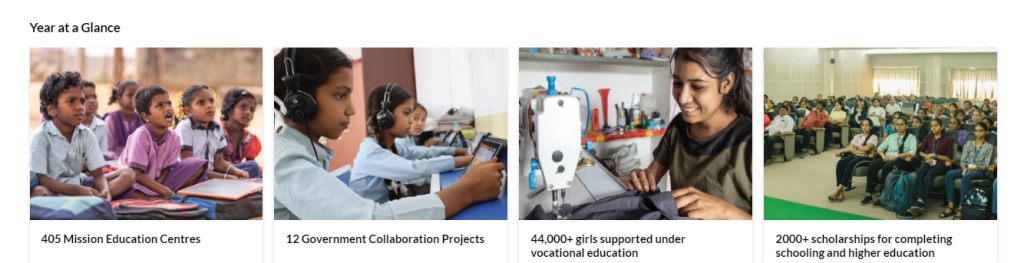 Year at a Glance
405 Mission Education Centres
12 Government Collaboration Projects
44,000+ girls supported under
vocational education
2000+ scholarships for completing
schooling and higher education